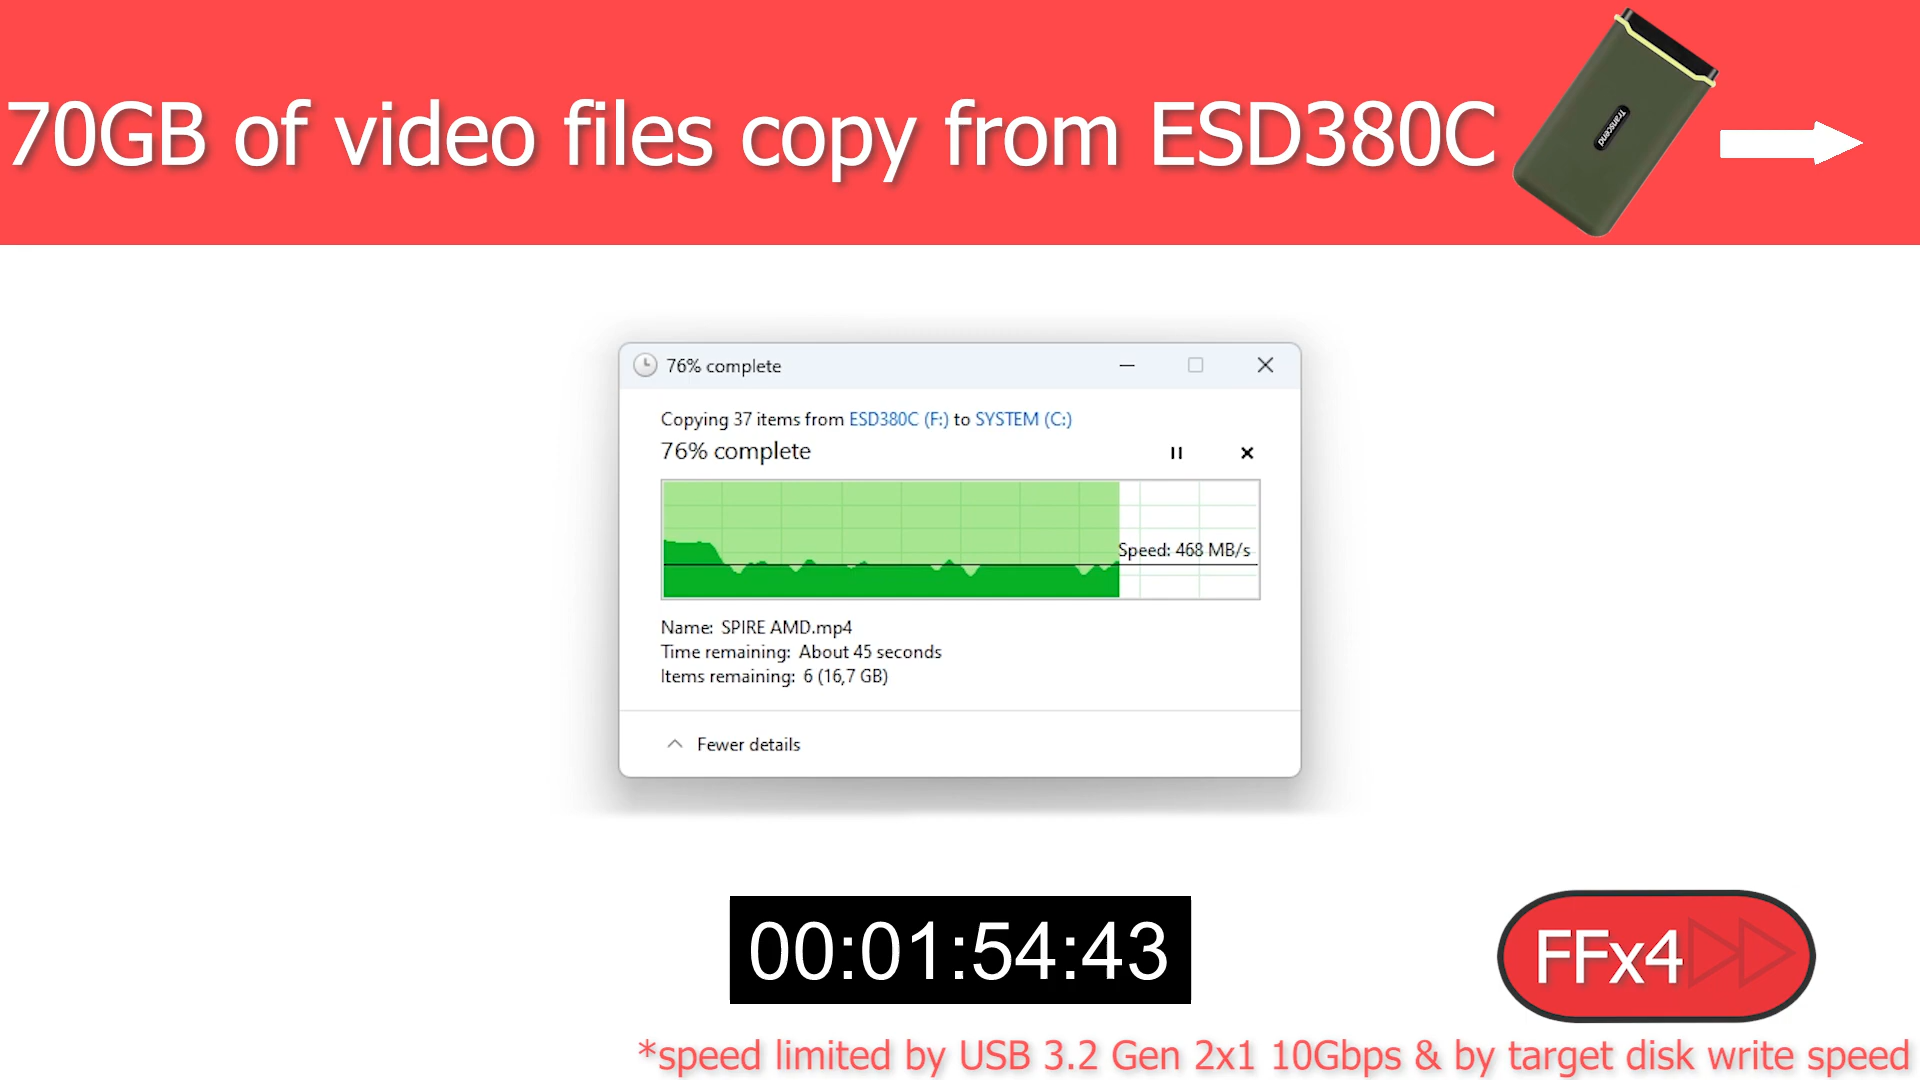 70GB of video files copy from ESD380C
Transcend
76% complete
Copying 37 items from ESD380C (F:) to SYSTEM (C:)
76% complete
Speed: 468 MB/s
Name: SPIRE AMD.mp4
Time remaining: About 45 seconds
Items remaining: 6 (16,7 GB)
Fewer details
00:01:54:43
FFx4
*speed limited by USB 3.2 Gen 2x1 10Gbps & by target disk write speed